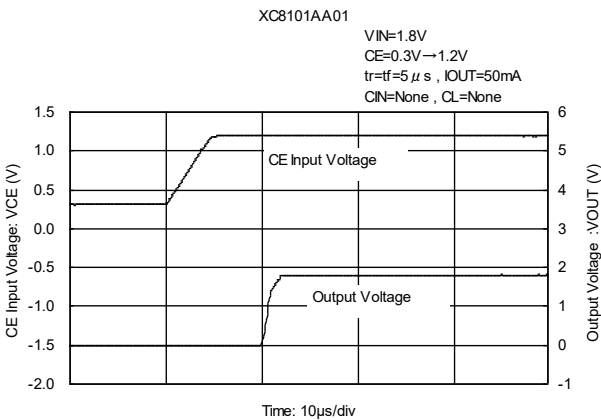 XC8101AA01
VIN=1.8V
CE=0.3V→1.2V
tr=tf=5μs , IOUT=50mA
CIN=None , CL=None
1.5
1.0
0.5
0.0
-0.5
-1.0
-1.5
-2.0
CE Input Voltage: VCE (V)
CE Input Voltage
Output Voltage
6
5
4
3
2
1
0
-1
Output Voltage :VOUT (V)
Time: 10μs/div